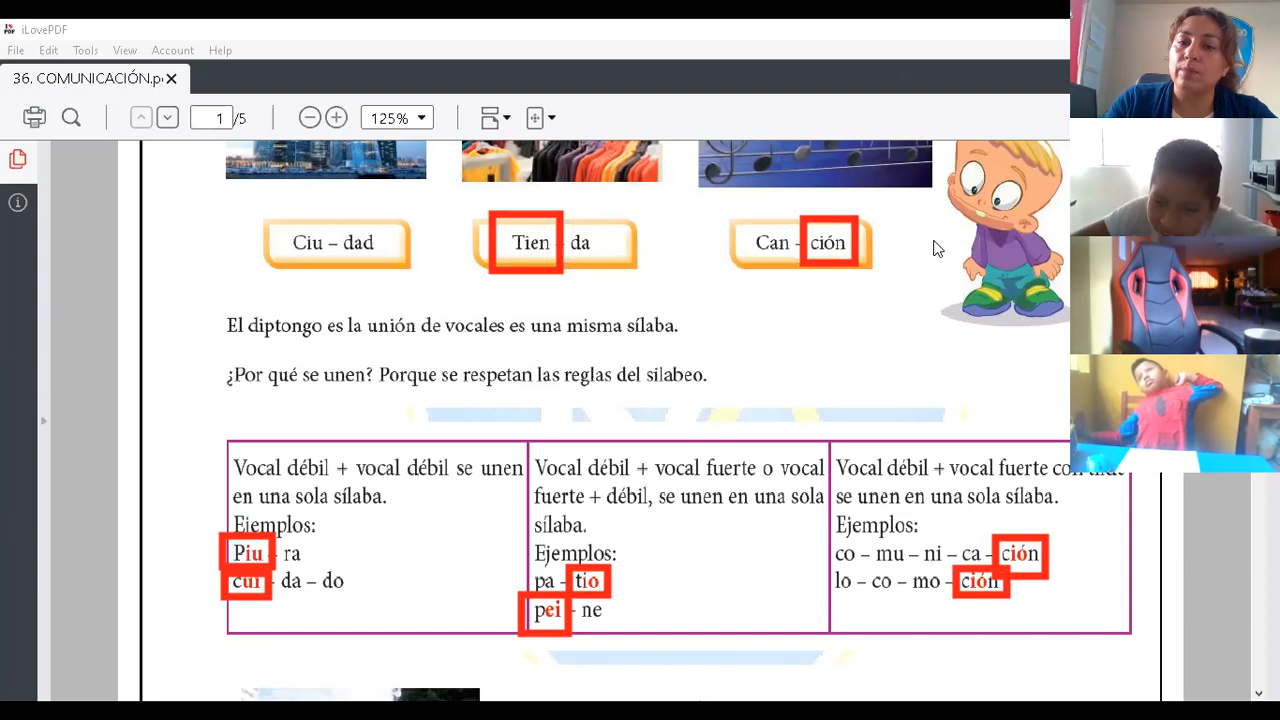 iLovePDF
File Edit Tools View Account Help
36. COMUNICACIÓN.p
1 /5 125%
Ciu – dad
Tien – da
Can – ción
El diptongo es la unión de vocales es una misma sílaba.
¿Por qué se unen? Porque se respetan las reglas del silabeo.
Vocal débil + vocal débil se unen
en una sola sílaba.
Ejemplos:
Piu – ra
cui – da – do
Vocal débil + vocal fuerte o vocal
fuerte + débil, se unen en una sola
sílaba.
Ejemplos:
pa – tio
pei – ne
Vocal débil + vocal fuerte con
se unen en una sola sílaba.
Ejemplos:
co – mu – ni – ca – ción
lo – co – mo – ción